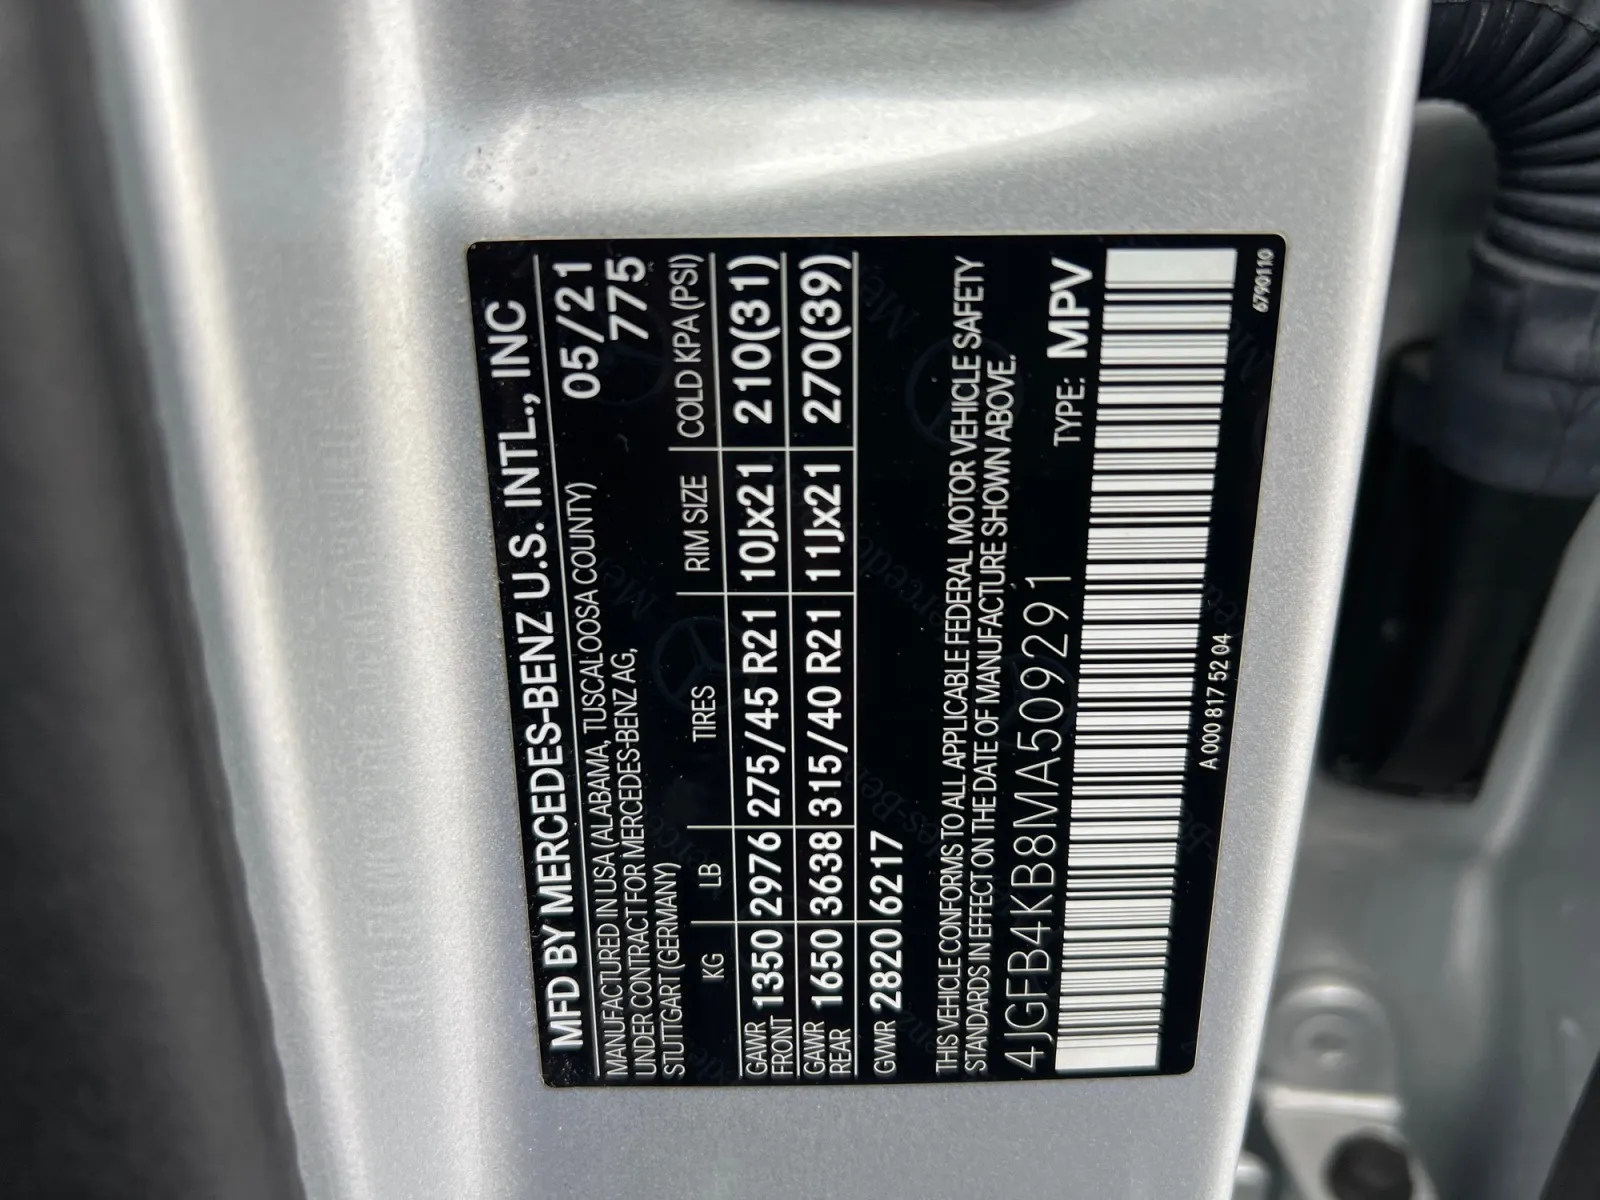 MFD BY MERCEDES-BENZ U.S. INTL., INC
MANUFACTURED IN USA (ALABAMA, TUSCALOOSA COUNTY) 05/21
UNDER CONTRACT FOR MERCEDES-BENZ AG, 775
STUTTGART (GERMANY)
KG LB TIRES RIM SIZE COLD KPA (PSI)
GAWR FRONT 1350 2976 275/45 R21 10Jx21 210(31)
GAWR REAR 1650 3638 315/40 R21 11Jx21 270(39)
GVWR 2820 6217
THIS VEHICLE CONFORMS TO ALL APPLICABLE FEDERAL MOTOR VEHICLE SAFETY
STANDARDS IN EFFECT ON THE DATE OF MANUFACTURE SHOWN ABOVE.
4JGFB4KB8MA509291 TYPE: MPV
A 000 817 52 04 6790110